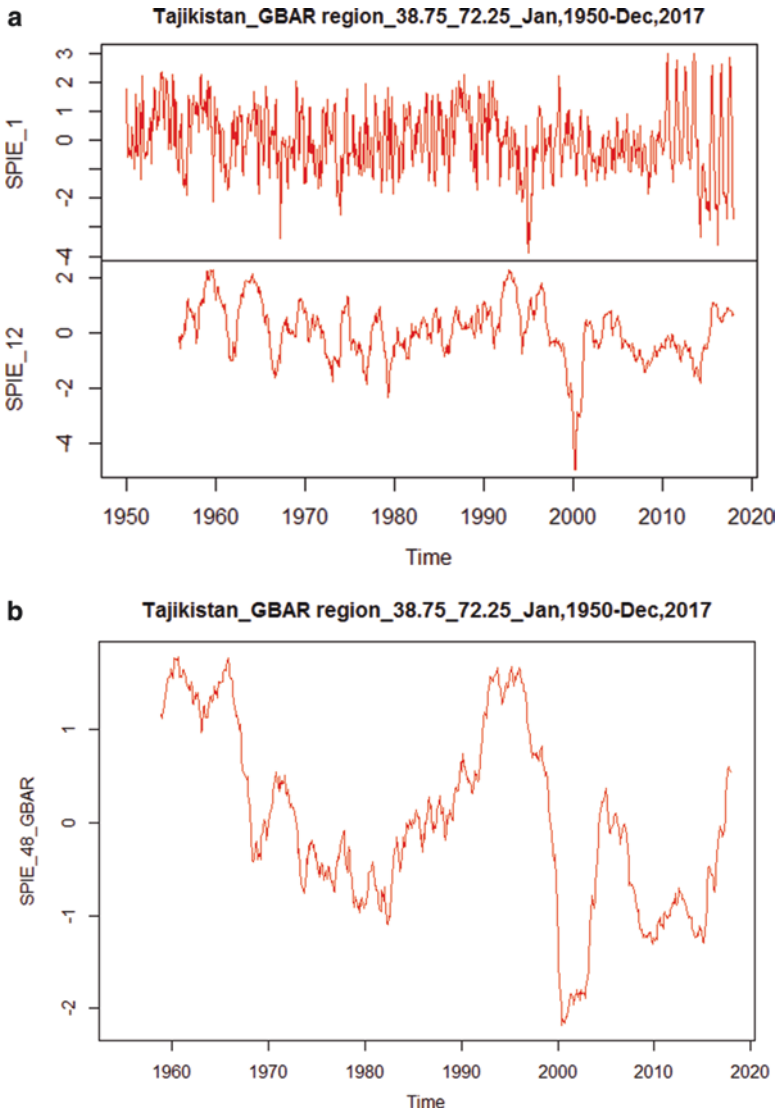 a
Tajikistan_GBAR region_38.75_72.25_Jan,1950-Dec,2017
SPIE_1
3
2
1
0
-2
-4
SPIE_12
2
0
-2
-4
1950 1960 1970 1980 1990 2000 2010 2020
Time
b
Tajikistan_GBAR region_38.75_72.25_Jan,1950-Dec,2017
SPIE_48_GBAR
1
0
-1
-2
1960 1970 1980 1990 2000 2010 2020
Time